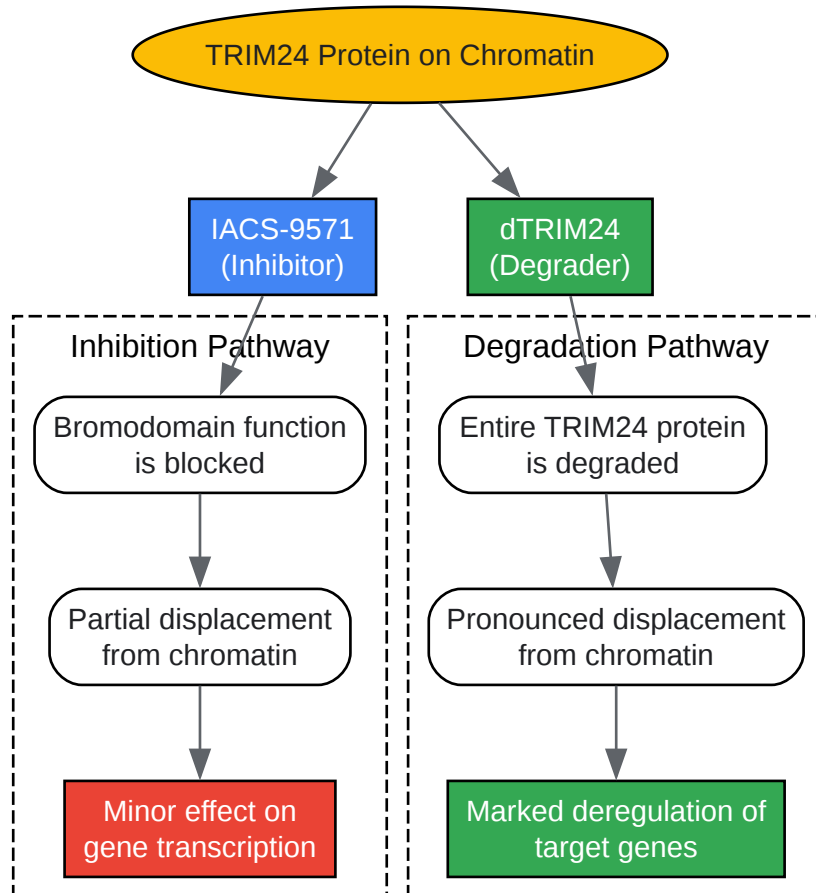 TRIM24 Protein on Chromatin
IACS-9571
(Inhibitor)
dTRIM24
(Degrader)
Inhibition Pathway
Bromodomain function
is blocked
Partial displacement
from chromatin
Minor effect on
gene transcription
Degradation Pathway
Entire TRIM24 protein
is degraded
Pronounced displacement
from chromatin
Marked deregulation of
target genes